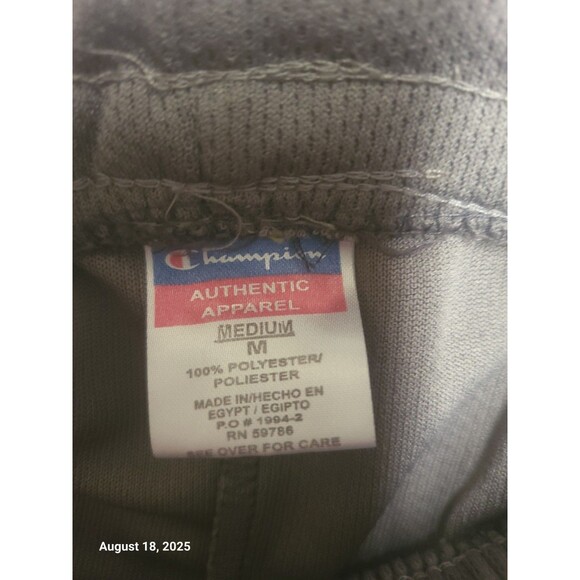 Champion
AUTHENTIC
APPAREL
MEDIUM
M
100% POLYESTER/
POLIESTER
MADE IN/HECHO EN
EGYPT / EGIPTO
P.O # 1994-2
RN 59786
SEE OVER FOR CARE
August 18, 2025